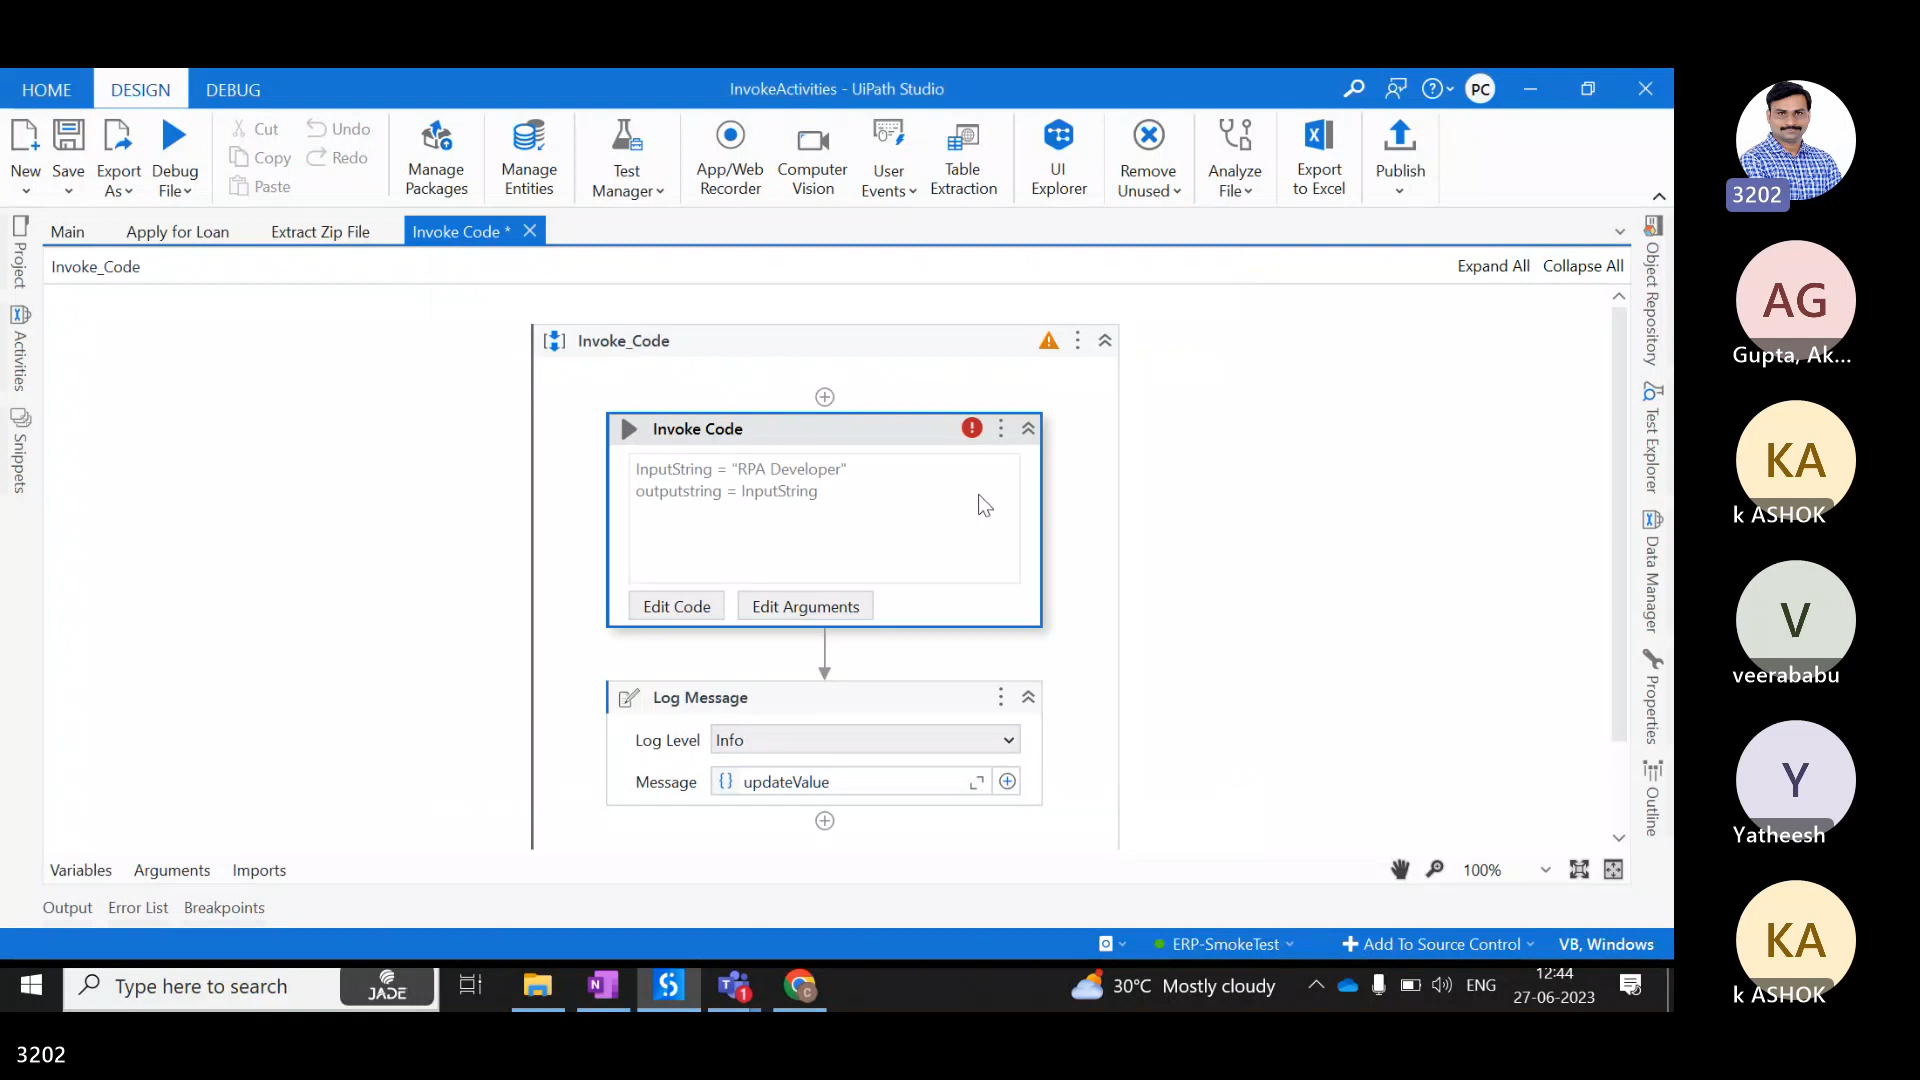 HOME DESIGN DEBUG
InvokeActivities - UiPath Studio
PC
New
Save
Export As
Debug File
Cut
Copy
Paste
Undo
Redo
Manage Packages
Manage Entities
Test Manager
App/Web Recorder
Computer Vision
User Events
Table Extraction
UI Explorer
Remove Unused
Analyze File
Export to Excel
Publish
Main
Apply for Loan
Extract Zip File
Invoke Code *
Invoke_Code
Expand All Collapse All
Project
Activities
Snippets
Invoke_Code
Invoke Code
InputString = "RPA Developer"
outputstring = InputString
Edit Code
Edit Arguments
Log Message
Log Level Info
Message updateValue
Object Repository
Test Explorer
Data Manager
Properties
Outline
Variables Arguments Imports
100%
Output Error List Breakpoints
ERP-SmokeTest
Add To Source Control
VB, Windows
Type here to search
JADE
N
1
C
30°C Mostly cloudy
ENG
12:44
27-06-2023
3202
AG
Gupta, Ak...
KA
k ASHOK
V
veerababu
Y
Yatheesh
KA
k ASHOK
3202